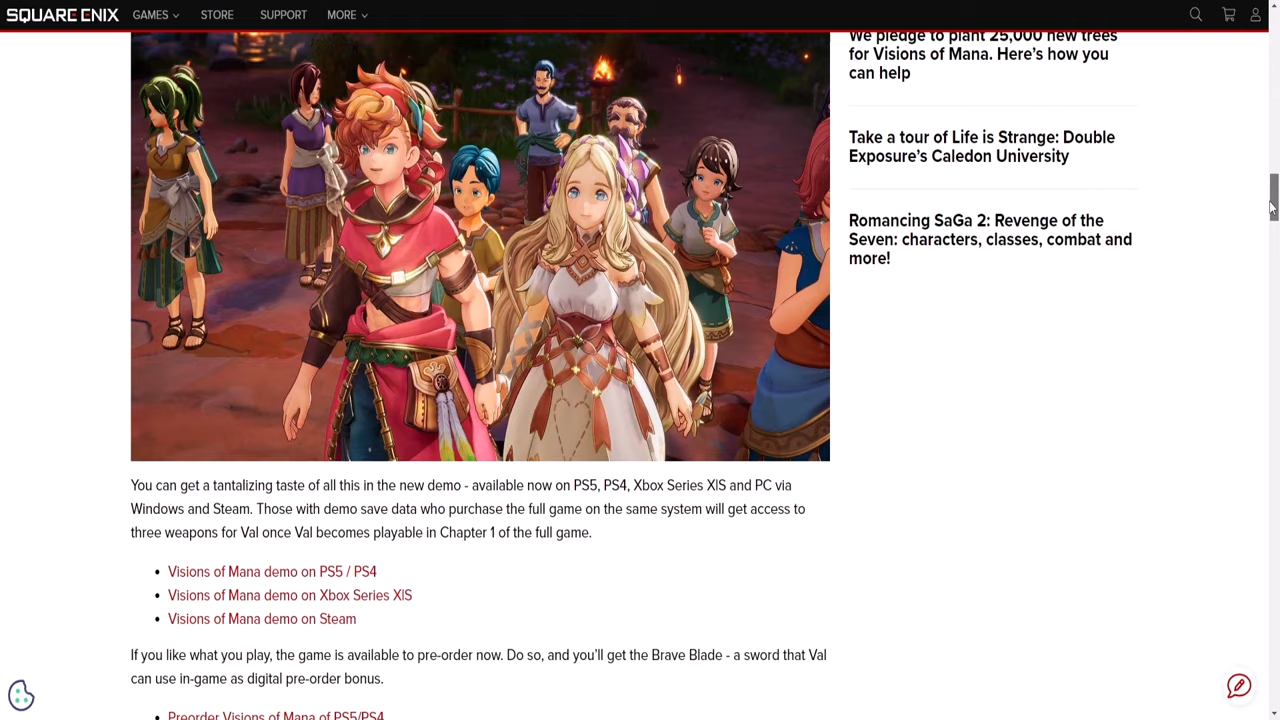 SQUARE ENIX GAMES STORE SUPPORT MORE
We pledge to plant 25,000 new trees
for Visions of Mana. Here's how you
can help
Take a tour of Life is Strange: Double
Exposure's Caledon University
Romancing SaGa 2: Revenge of the
Seven: characters, classes, combat and
more!
You can get a tantalizing taste of all this in the new demo - available now on PS5, PS4, Xbox Series X|S and PC via
Windows and Steam. Those with demo save data who purchase the full game on the same system will get access to
three weapons for Val once Val becomes playable in Chapter 1 of the full game.
• Visions of Mana demo on PS5 / PS4
• Visions of Mana demo on Xbox Series X|S
• Visions of Mana demo on Steam
If you like what you play, the game is available to pre-order now. Do so, and you'll get the Brave Blade - a sword that Val
can use in-game as digital pre-order bonus.
• Preorder Visions of Mana of PS5/PS4